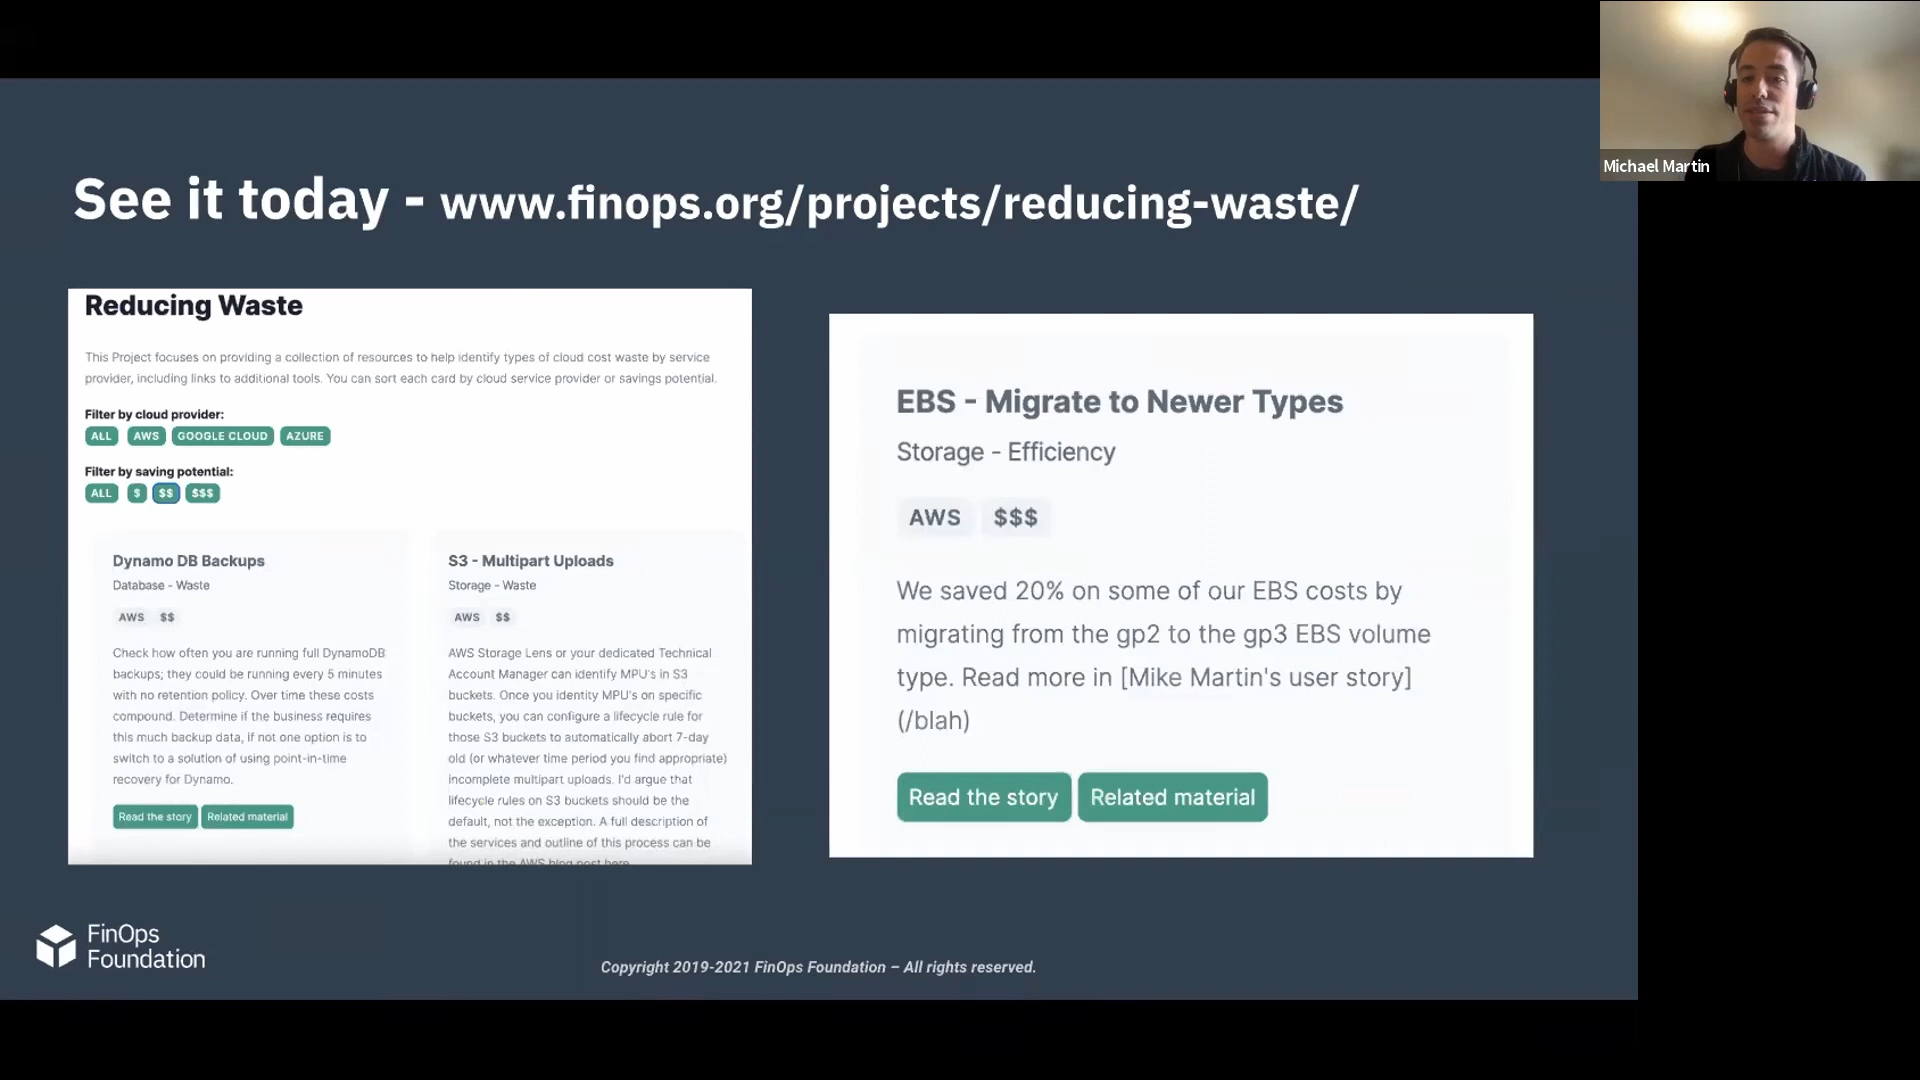 Michael Martin
See it today - www.finops.org/projects/reducing-waste/
Reducing Waste
This Project focuses on providing a collection of resources to help identify types of cloud cost waste by service
provider, including links to additional tools. You can sort each card by cloud service provider or savings potential.
Filter by cloud provider:
ALL AWS GOOGLE CLOUD AZURE
Filter by saving potential:
ALL $ $$ $$$
Dynamo DB Backups
Database - Waste
AWS $$
Check how often you are running full DynamoDB
backups; they could be running every 5 minutes
with no retention policy. Over time these costs
compound. Determine if the business requires
this much backup data, if not one option is to
switch to a solution of using point-in-time
recovery for Dynamo.
Read the story Related material
S3 - Multipart Uploads
Storage - Waste
AWS $$
AWS Storage Lens or your dedicated Technical
Account Manager can identify MPU's in S3
buckets. Once you identity MPU's on specific
buckets, you can configure a lifecycle rule for
those S3 buckets to automatically abort 7-day
old (or whatever time period you find appropriate)
incomplete multipart uploads. I'd argue that
lifecycle rules on S3 buckets should be the
default, not the exception. A full description of
the services and outline of this process can be
found in the AWS blog post here
EBS - Migrate to Newer Types
Storage - Efficiency
AWS $$$
We saved 20% on some of our EBS costs by
migrating from the gp2 to the gp3 EBS volume
type. Read more in [Mike Martin's user story]
(/blah)
Read the story Related material
FinOps
Foundation
Copyright 2019-2021 FinOps Foundation – All rights reserved.